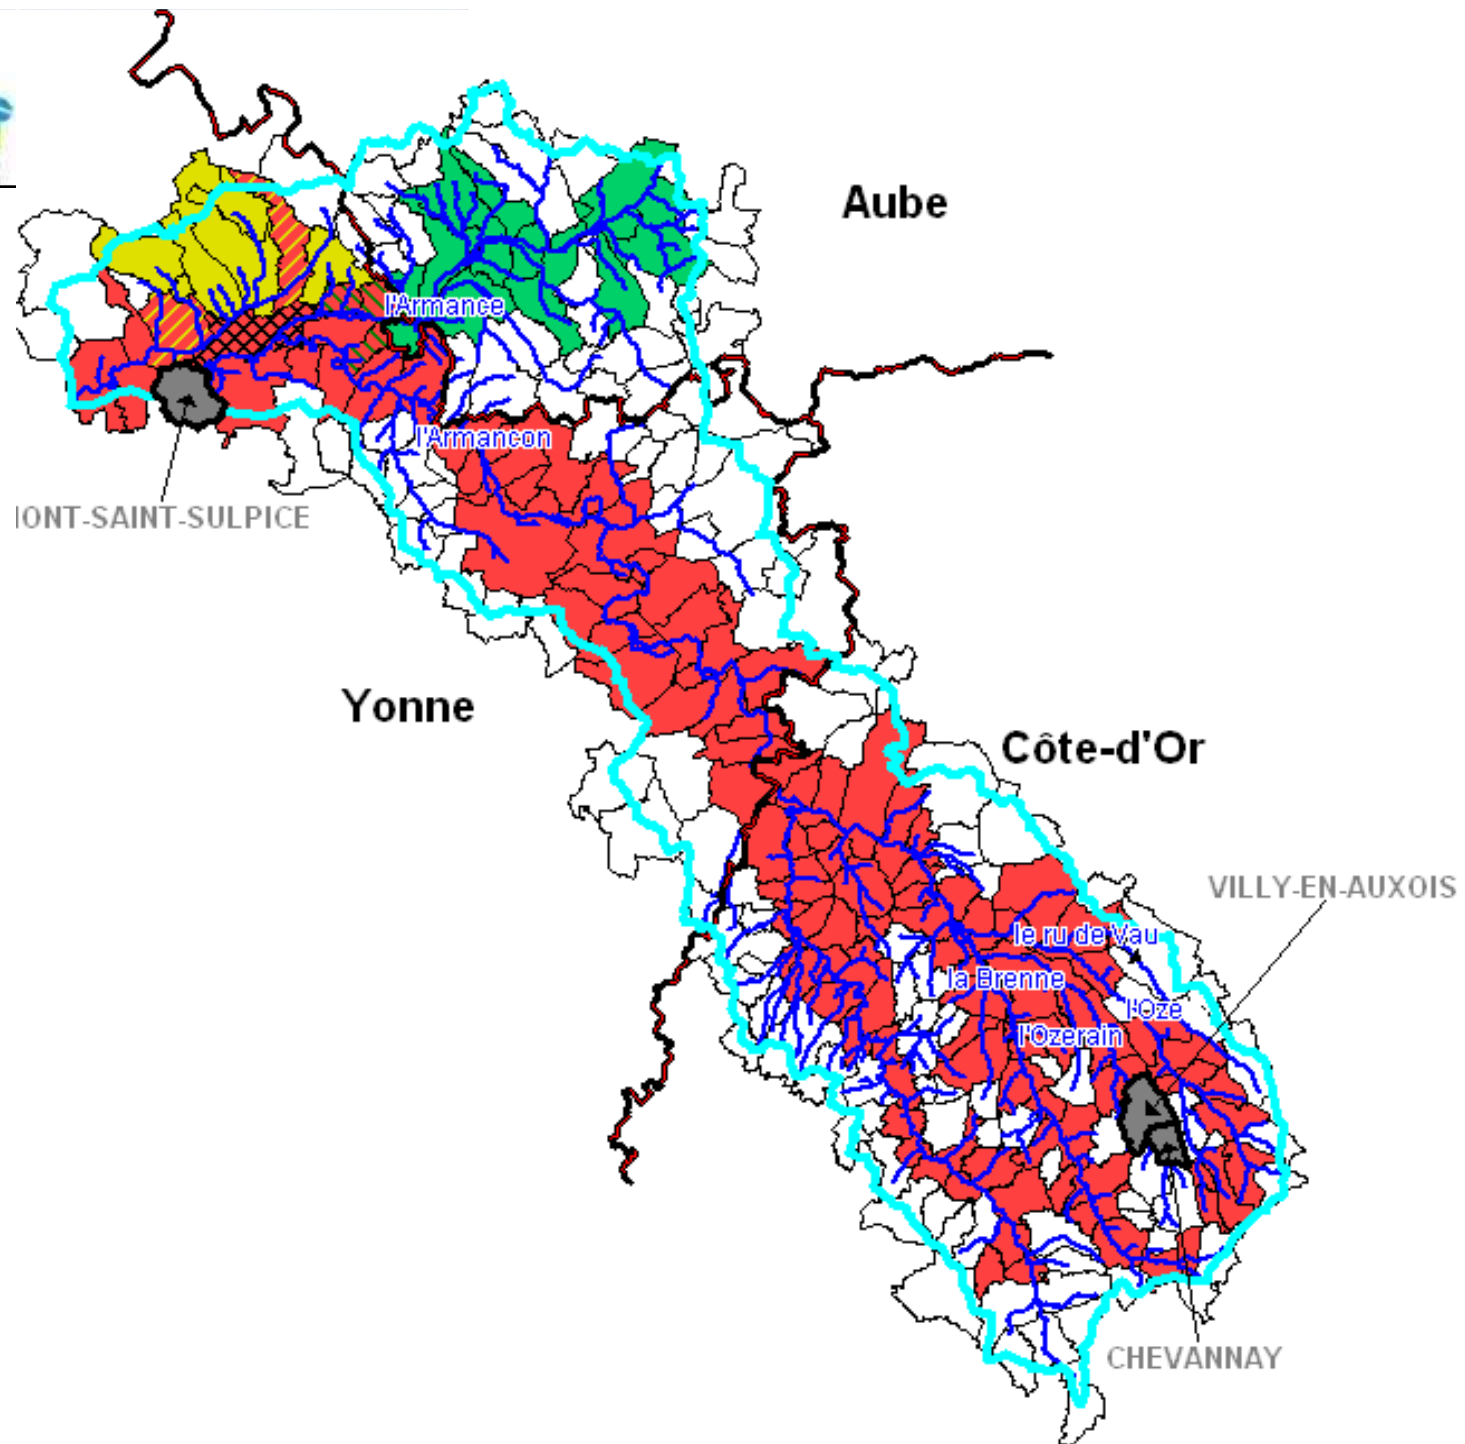 Aube
l'Armance
l'Armancon
IONT-SAINT-SULPICE
Yonne
Côte-d'Or
VILLY-EN-AUXOIS
le ru de Vau
la Brenne
l'Oze
l'Ozerain
CHEVANNAY